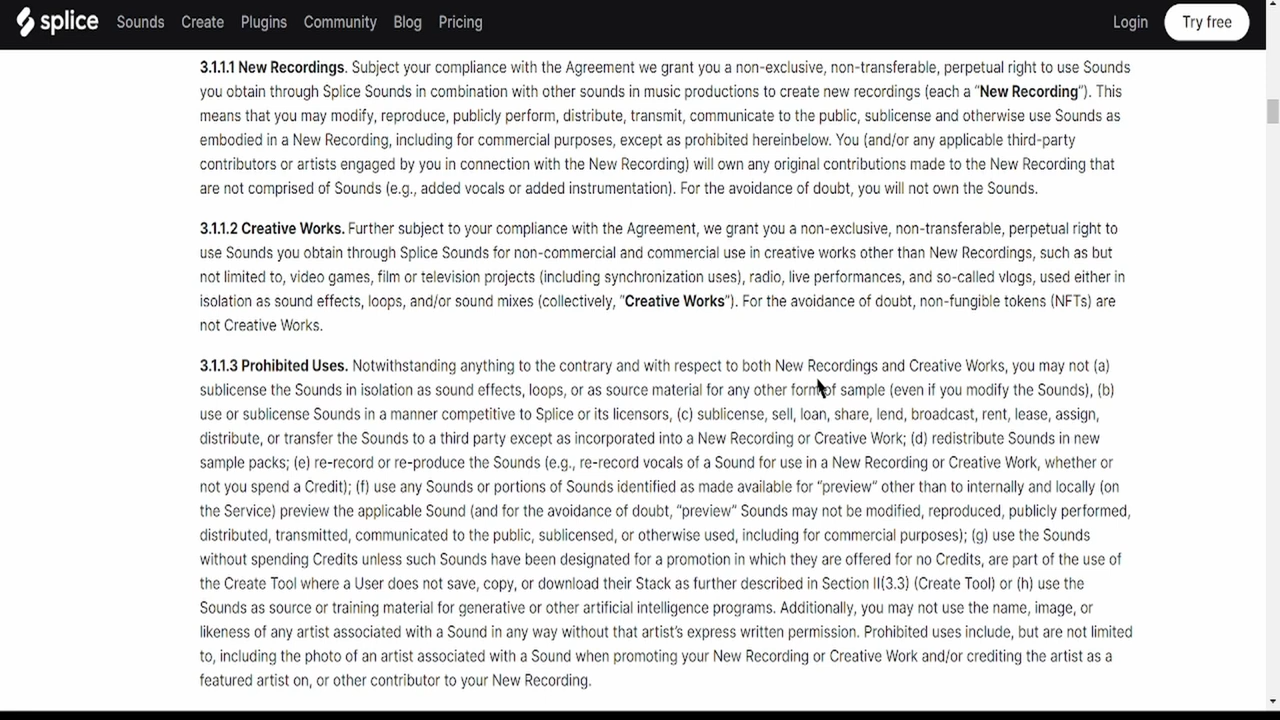 splice Sounds Create Plugins Community Blog Pricing Login Try free
3.1.1.1 New Recordings. Subject your compliance with the Agreement we grant you a non-exclusive, non-transferable, perpetual right to use Sounds
you obtain through Splice Sounds in combination with other sounds in music productions to create new recordings (each a “New Recording”). This
means that you may modify, reproduce, publicly perform, distribute, transmit, communicate to the public, sublicense and otherwise use Sounds as
embodied in a New Recording, including for commercial purposes, except as prohibited hereinbelow. You (and/or any applicable third-party
contributors or artists engaged by you in connection with the New Recording) will own any original contributions made to the New Recording that
are not comprised of Sounds (e.g., added vocals or added instrumentation). For the avoidance of doubt, you will not own the Sounds.
3.1.1.2 Creative Works. Further subject to your compliance with the Agreement, we grant you a non-exclusive, non-transferable, perpetual right to
use Sounds you obtain through Splice Sounds for non-commercial and commercial use in creative works other than New Recordings, such as but
not limited to, video games, film or television projects (including synchronization uses), radio, live performances, and so-called vlogs, used either in
isolation as sound effects, loops, and/or sound mixes (collectively, “Creative Works”). For the avoidance of doubt, non-fungible tokens (NFTs) are
not Creative Works.
3.1.1.3 Prohibited Uses. Notwithstanding anything to the contrary and with respect to both New Recordings and Creative Works, you may not (a)
sublicense the Sounds in isolation as sound effects, loops, or as source material for any other form of sample (even if you modify the Sounds), (b)
use or sublicense Sounds in a manner competitive to Splice or its licensors, (c) sublicense, sell, loan, share, lend, broadcast, rent, lease, assign,
distribute, or transfer the Sounds to a third party except as incorporated into a New Recording or Creative Work; (d) redistribute Sounds in new
sample packs; (e) re-record or re-produce the Sounds (e.g., re-record vocals of a Sound for use in a New Recording or Creative Work, whether or
not you spend a Credit); (f) use any Sounds or portions of Sounds identified as made available for “preview” other than to internally and locally (on
the Service) preview the applicable Sound (and for the avoidance of doubt, “preview” Sounds may not be modified, reproduced, publicly performed,
distributed, transmitted, communicated to the public, sublicensed, or otherwise used, including for commercial purposes); (g) use the Sounds
without spending Credits unless such Sounds have been designated for a promotion in which they are offered for no Credits, are part of the use of
the Create Tool where a User does not save, copy, or download their Stack as further described in Section II(3.3) (Create Tool) or (h) use the
Sounds as source or training material for generative or other artificial intelligence programs. Additionally, you may not use the name, image, or
likeness of any artist associated with a Sound in any way without that artist’s express written permission. Prohibited uses include, but are not limited
to, including the photo of an artist associated with a Sound when promoting your New Recording or Creative Work and/or crediting the artist as a
featured artist on, or other contributor to your New Recording.